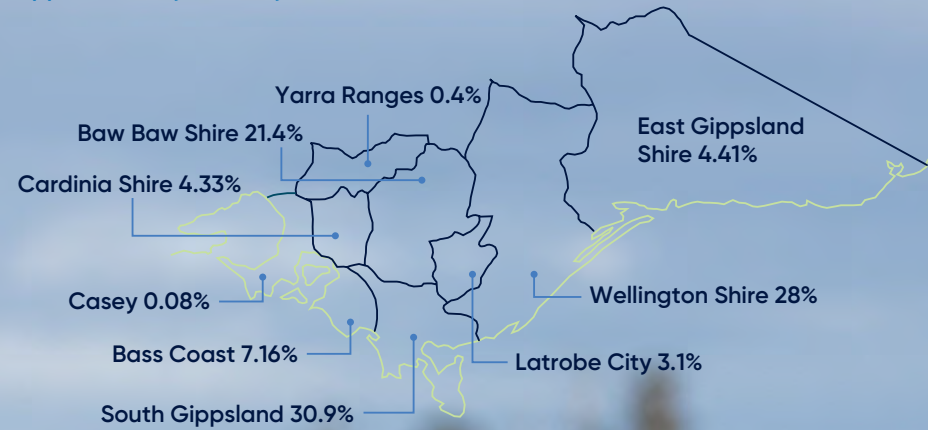 Yarra Ranges 0.4%
Baw Baw Shire 21.4%
East Gippsland
Shire 4.41%
Cardinia Shire 4.33%
Casey 0.08%
Wellington Shire 28%
Bass Coast 7.16%
Latrobe City 3.1%
South Gippsland 30.9%